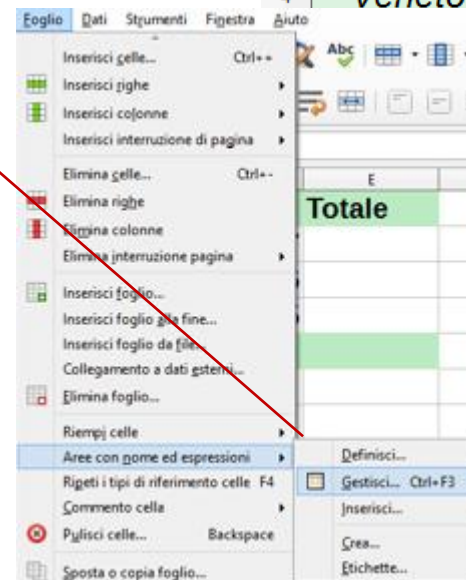 Veneto
Foglio Dati Strumenti Finestra Aiuto
Inserisci celle... Ctrl++
Inserisci righe
Inserisci colonne
Inserisci interruzione di pagina
Elimina celle... Ctrl+-
Elimina righe
Elimina colonne
Elimina interruzione pagina
Inserisci foglio...
Inserisci foglio alla fine...
Inserisci foglio da file...
Collegamento a dati esterni...
Elimina foglio...
Riempi celle
Aree con nome ed espressioni
Ripeti i tipi di riferimento celle F4
Commento cella
Pulisci celle... Backspace
Sposta o copia foglio...
Abc
E
Totale
Definisci...
Gestisci... Ctrl+F3
Inserisci...
Crea...
Etichette...